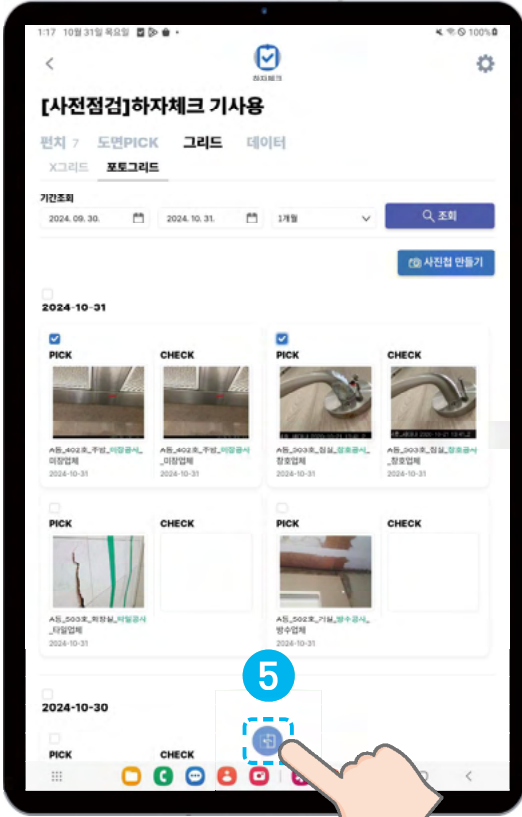 1:17 10월 31일 목요일
100%
하자체크
[사전점검]하자체크 기사용
펀치 7 도면PICK 그리드 데이터
X그리드 포토그리드
기간조회
2024. 09. 30. 2024. 10. 31. 1개월 조회
사진첩 만들기
2024-10-31
PICK CHECK PICK CHECK
A동_402호_주방_미장공사_ A동_402호_주방_미장공사 A동_303호_침실_창호공사_ A동_303호_침실_창호공사
미장업체 _미장업체 창호업체 _창호업체
2024-10-31 2024-10-31 2024-10-31 2024-10-31
PICK CHECK PICK CHECK
A동_503호_화장실_타일공사 A동_502호_거실_방수공사_
_타일업체 방수업체
2024-10-31 2024-10-31
5
2024-10-30
PICK CHECK